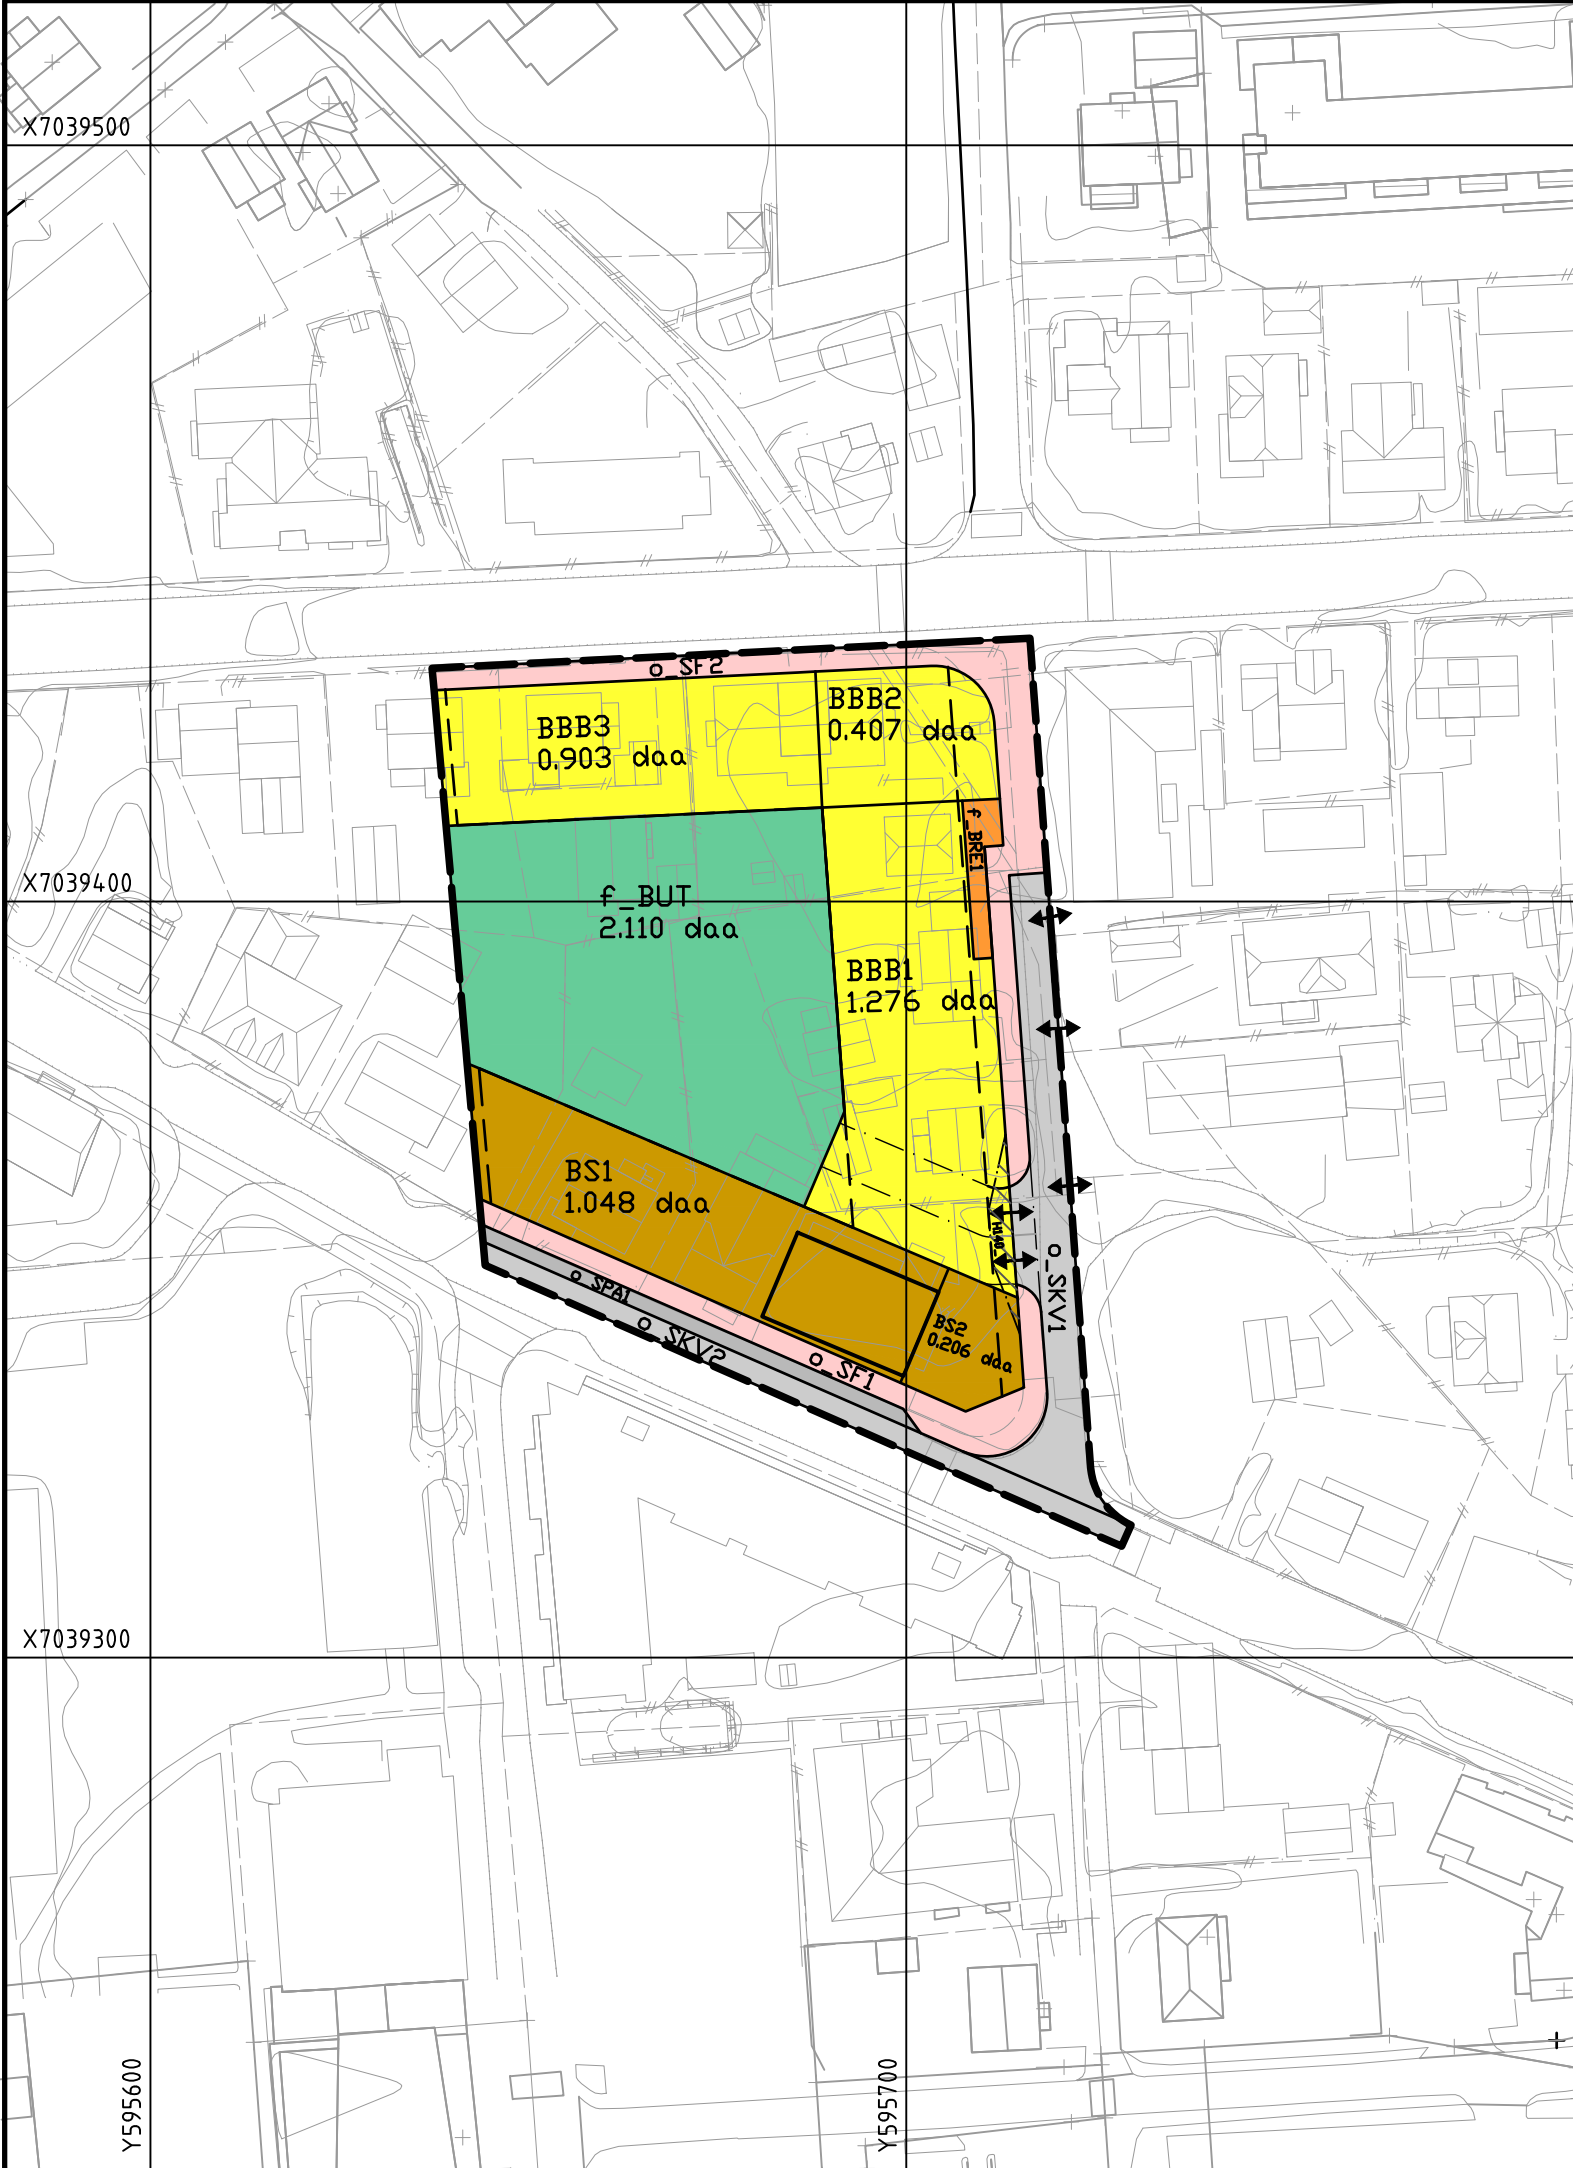 X7039500
o_SF2
BBB3
0.903 daa
BBB2
0.407 daa
f_BRE1
X7039400
f_BUT
2.110 daa
BBB1
1.276 daa
BS1
1.048 daa
H140_
o_SKV1
o_SPA1
o_SKV2
o_SF1
BS2
0.206 daa
X7039300
Y595600
Y595700